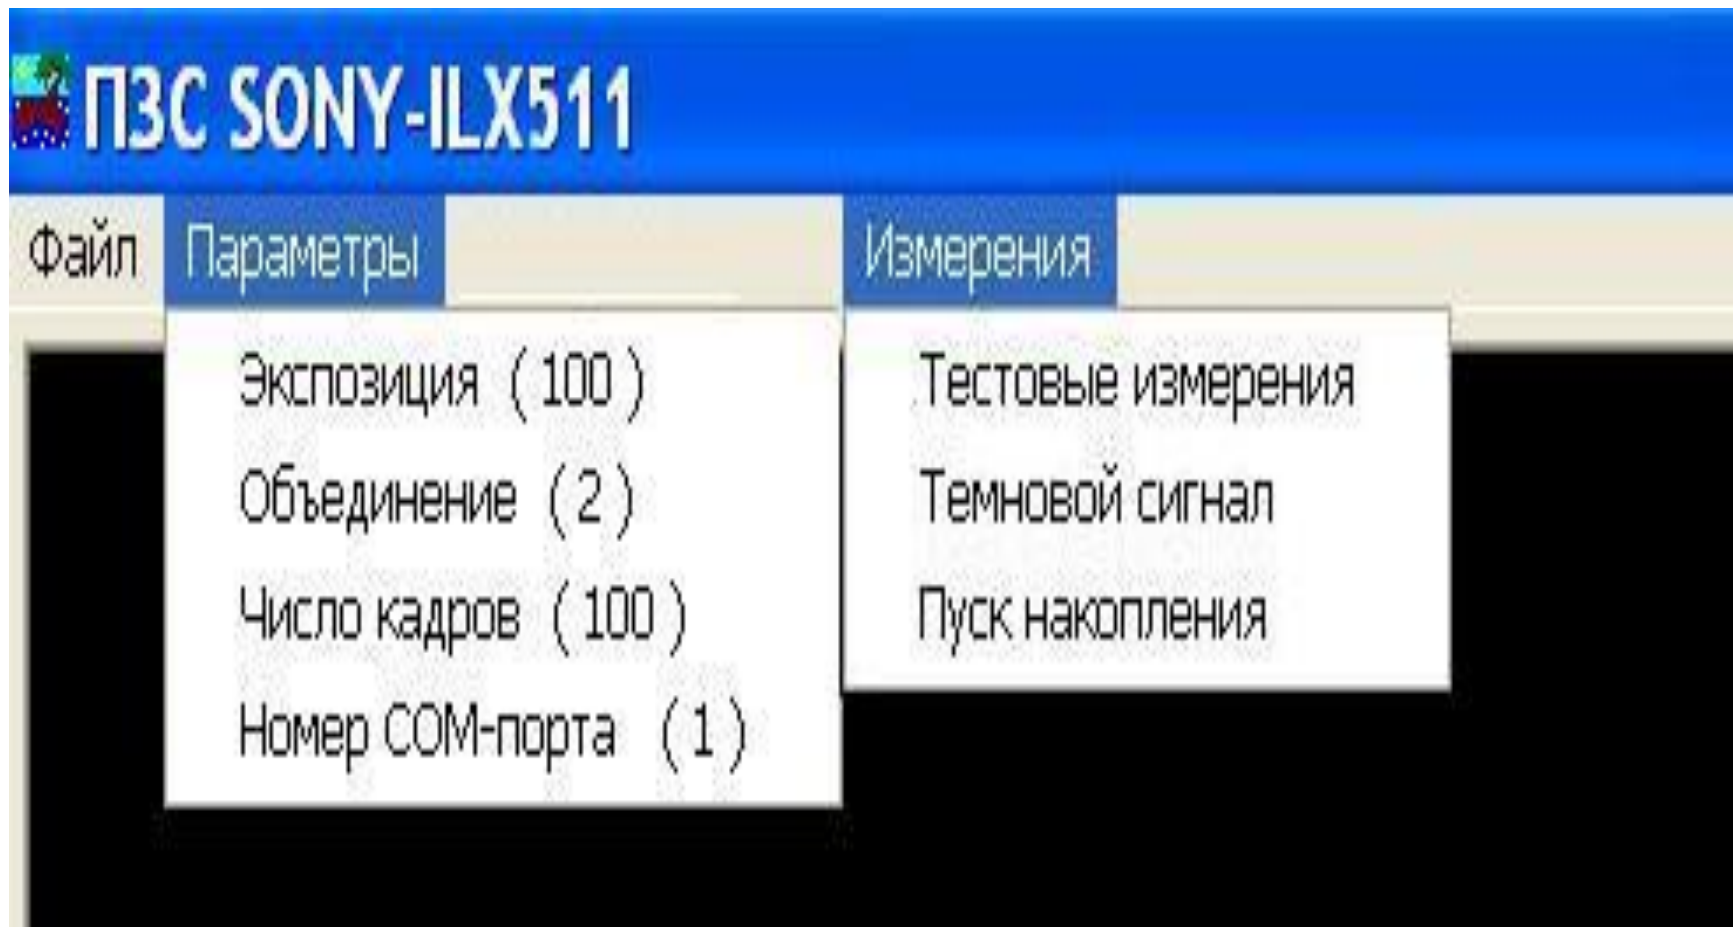 ПЗС SONY-ILX511
Файл Параметры Измерения
Экспозиция ( 100 )
Объединение ( 2 )
Число кадров ( 100 )
Номер COM-порта ( 1 )
Тестовые измерения
Темновой сигнал
Пуск накопления